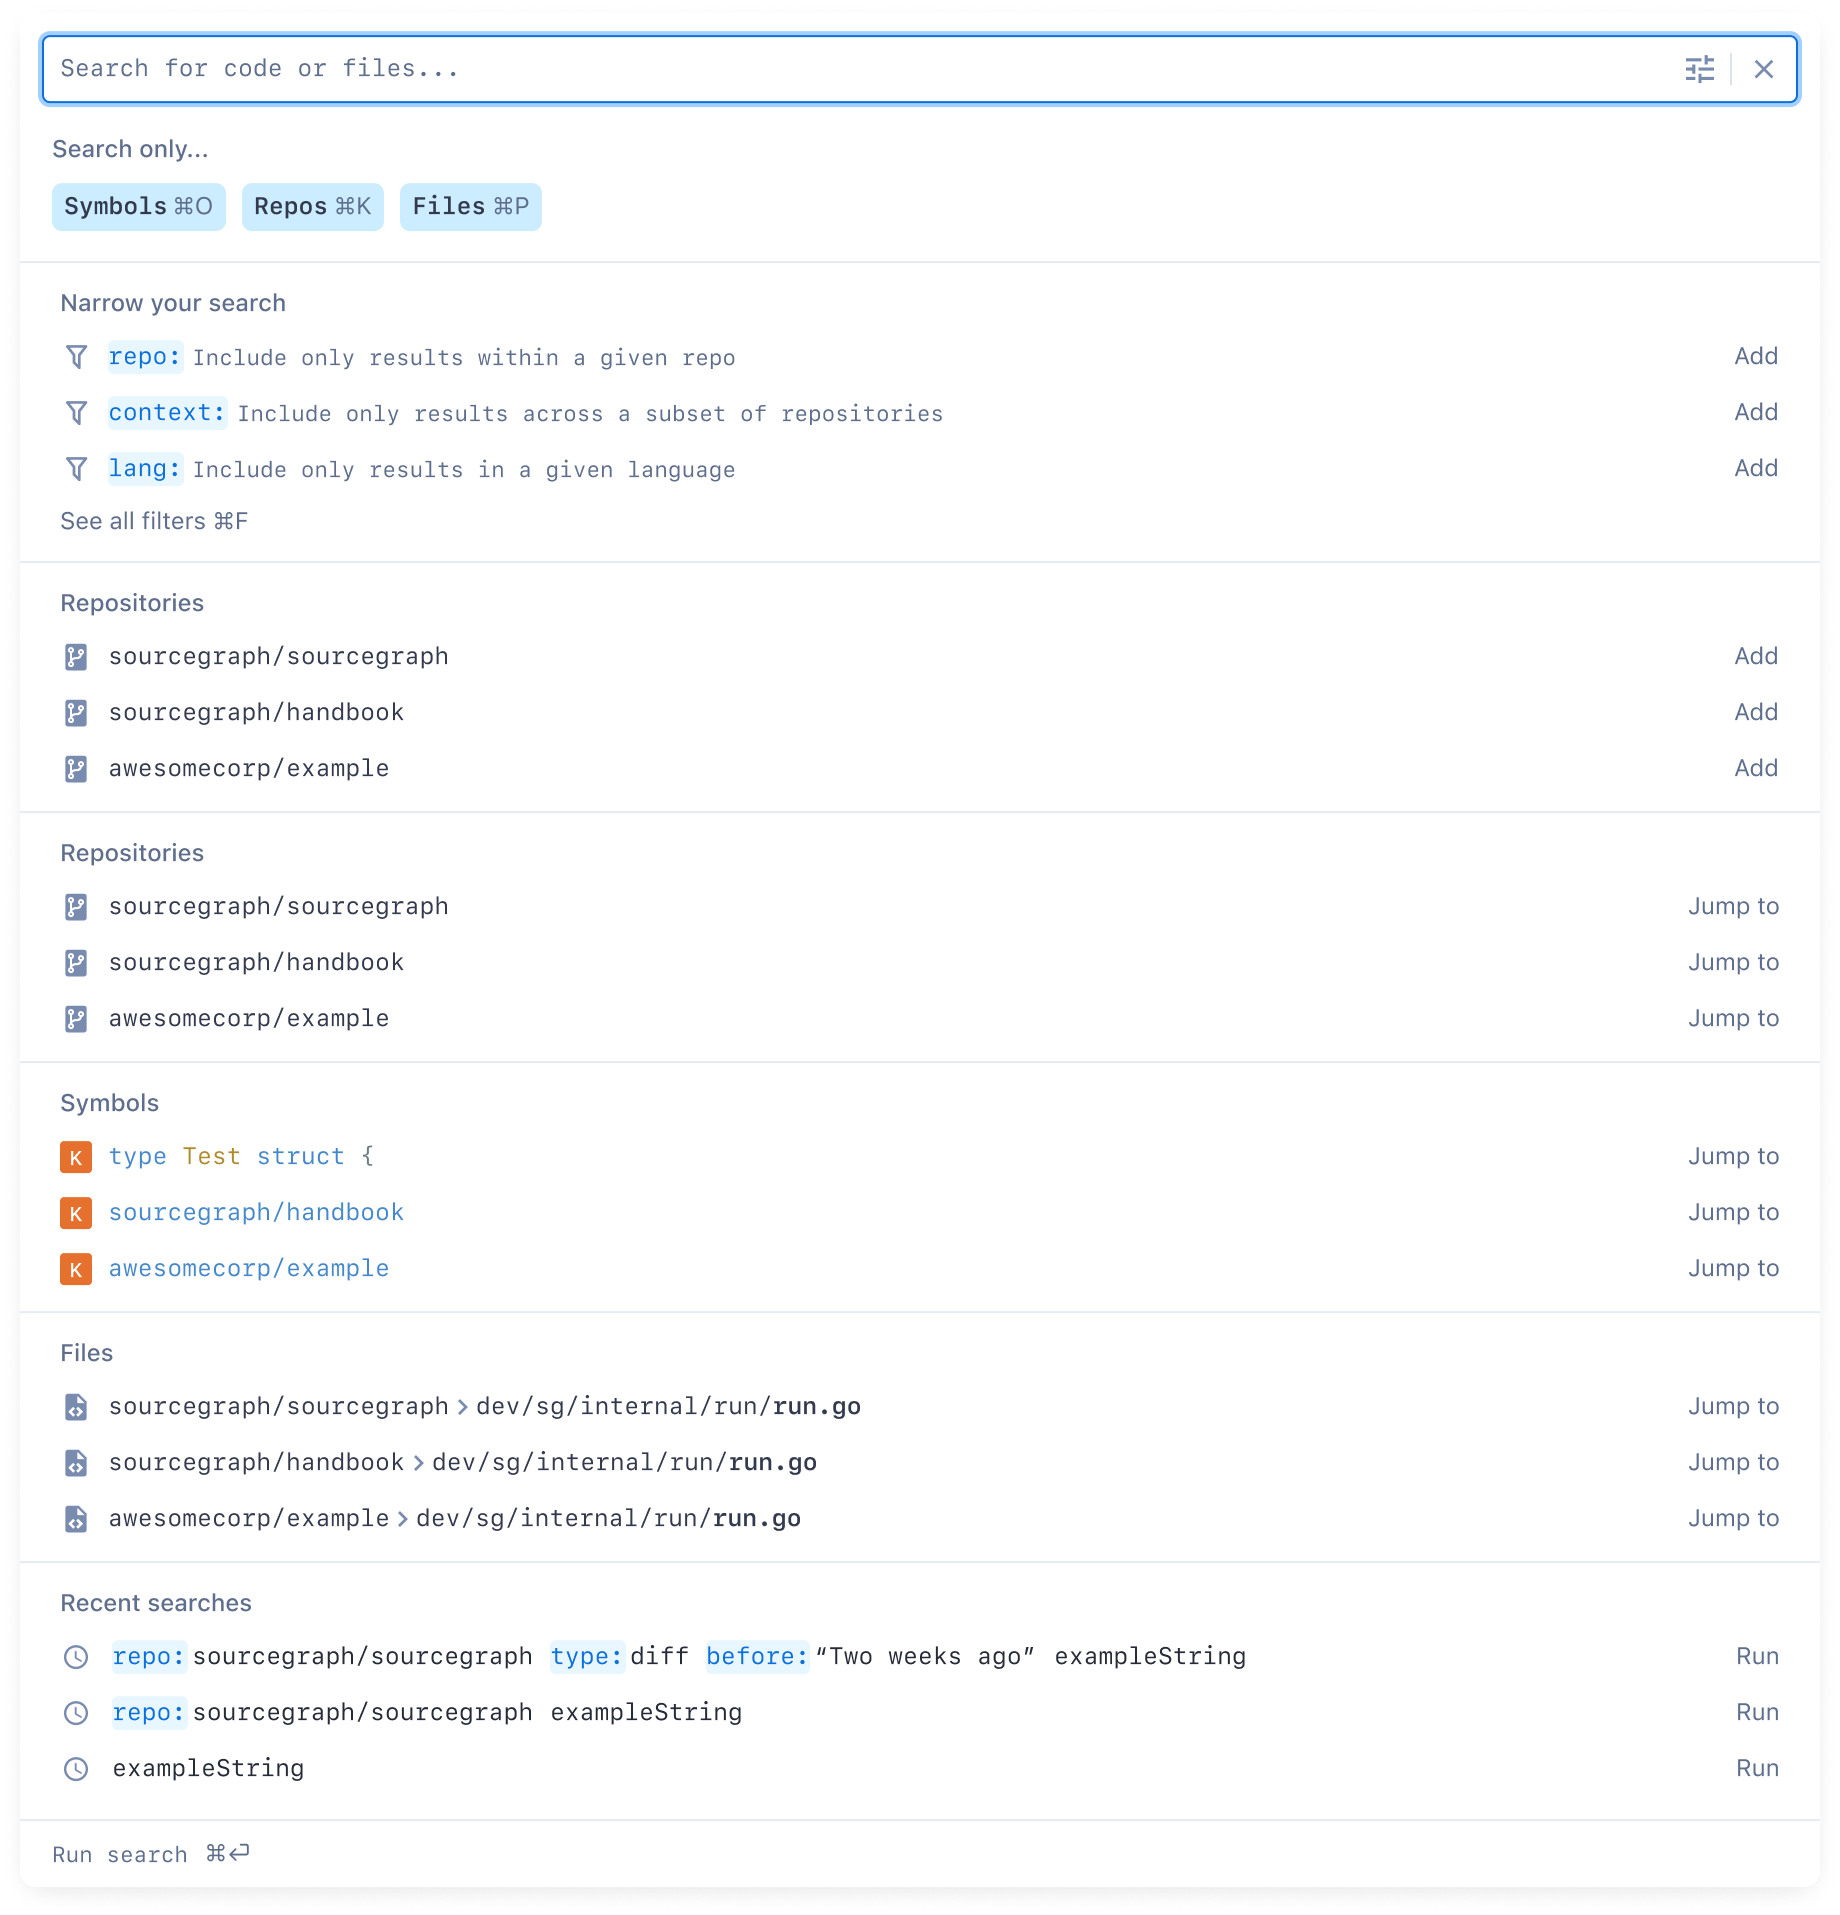 Search for code or files...
Search only...
Symbols ⌘O Repos ⌘K Files ⌘P
Narrow your search
repo: Include only results within a given repo Add
context: Include only results across a subset of repositories Add
lang: Include only results in a given language Add
See all filters ⌘F
Repositories
sourcegraph/sourcegraph Add
sourcegraph/handbook Add
awesomecorp/example Add
Repositories
sourcegraph/sourcegraph Jump to
sourcegraph/handbook Jump to
awesomecorp/example Jump to
Symbols
K type Test struct { Jump to
K sourcegraph/handbook Jump to
K awesomecorp/example Jump to
Files
sourcegraph/sourcegraph > dev/sg/internal/run/run.go Jump to
sourcegraph/handbook > dev/sg/internal/run/run.go Jump to
awesomecorp/example > dev/sg/internal/run/run.go Jump to
Recent searches
repo:sourcegraph/sourcegraph type:diff before:“Two weeks ago” exampleString Run
repo:sourcegraph/sourcegraph exampleString Run
exampleString Run
Run search ⌘⏎